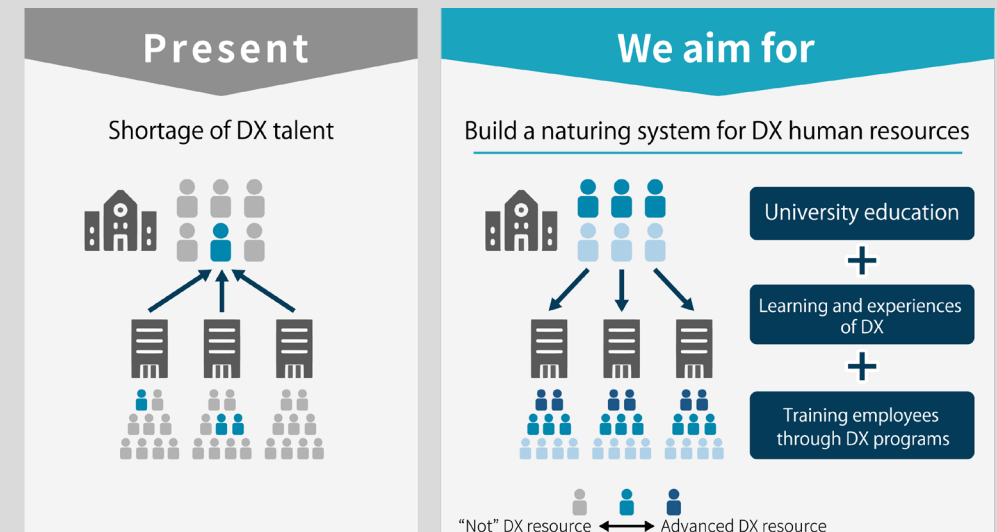 Present
Shortage of DX talent
We aim for
Build a naturing system for DX human resources
University education
+
Learning and experiences
of DX
+
Training employees
through DX programs
“Not” DX resource
Advanced DX resource